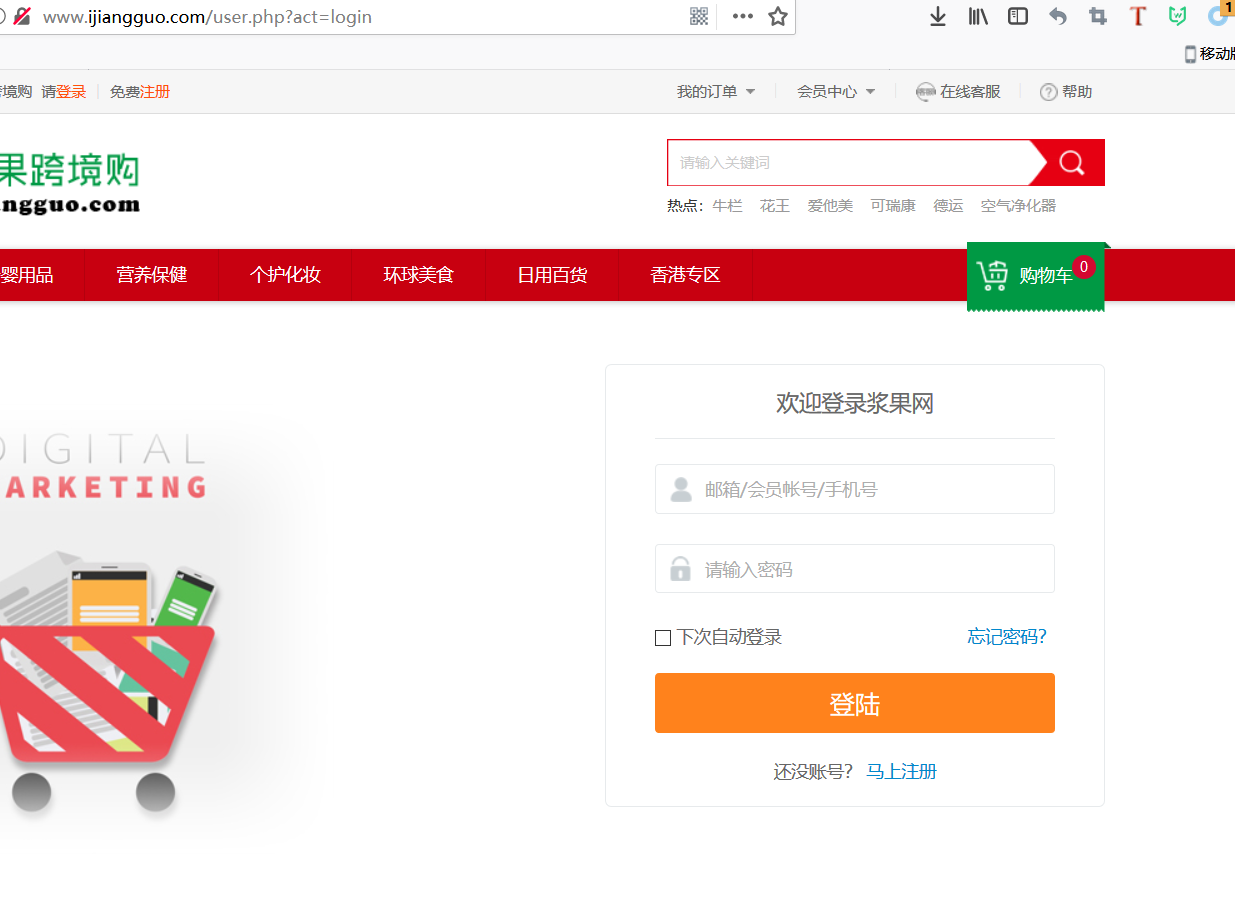 www.ijiangguo.com/user.php?act=login
1
移动版
境购 请登录 免费注册 我的订单 会员中心 在线客服 帮助
果跨境购
ngguo.com
请输入关键词
热点: 牛栏 花王 爱他美 可瑞康 德运 空气净化器
婴用品 营养保健 个护化妆 环球美食 日用百货 香港专区 购物车 0
欢迎登录浆果网
DIGITAL
ARKETING
邮箱/会员帐号/手机号
请输入密码
下次自动登录 忘记密码?
登陆
还没账号? 马上注册